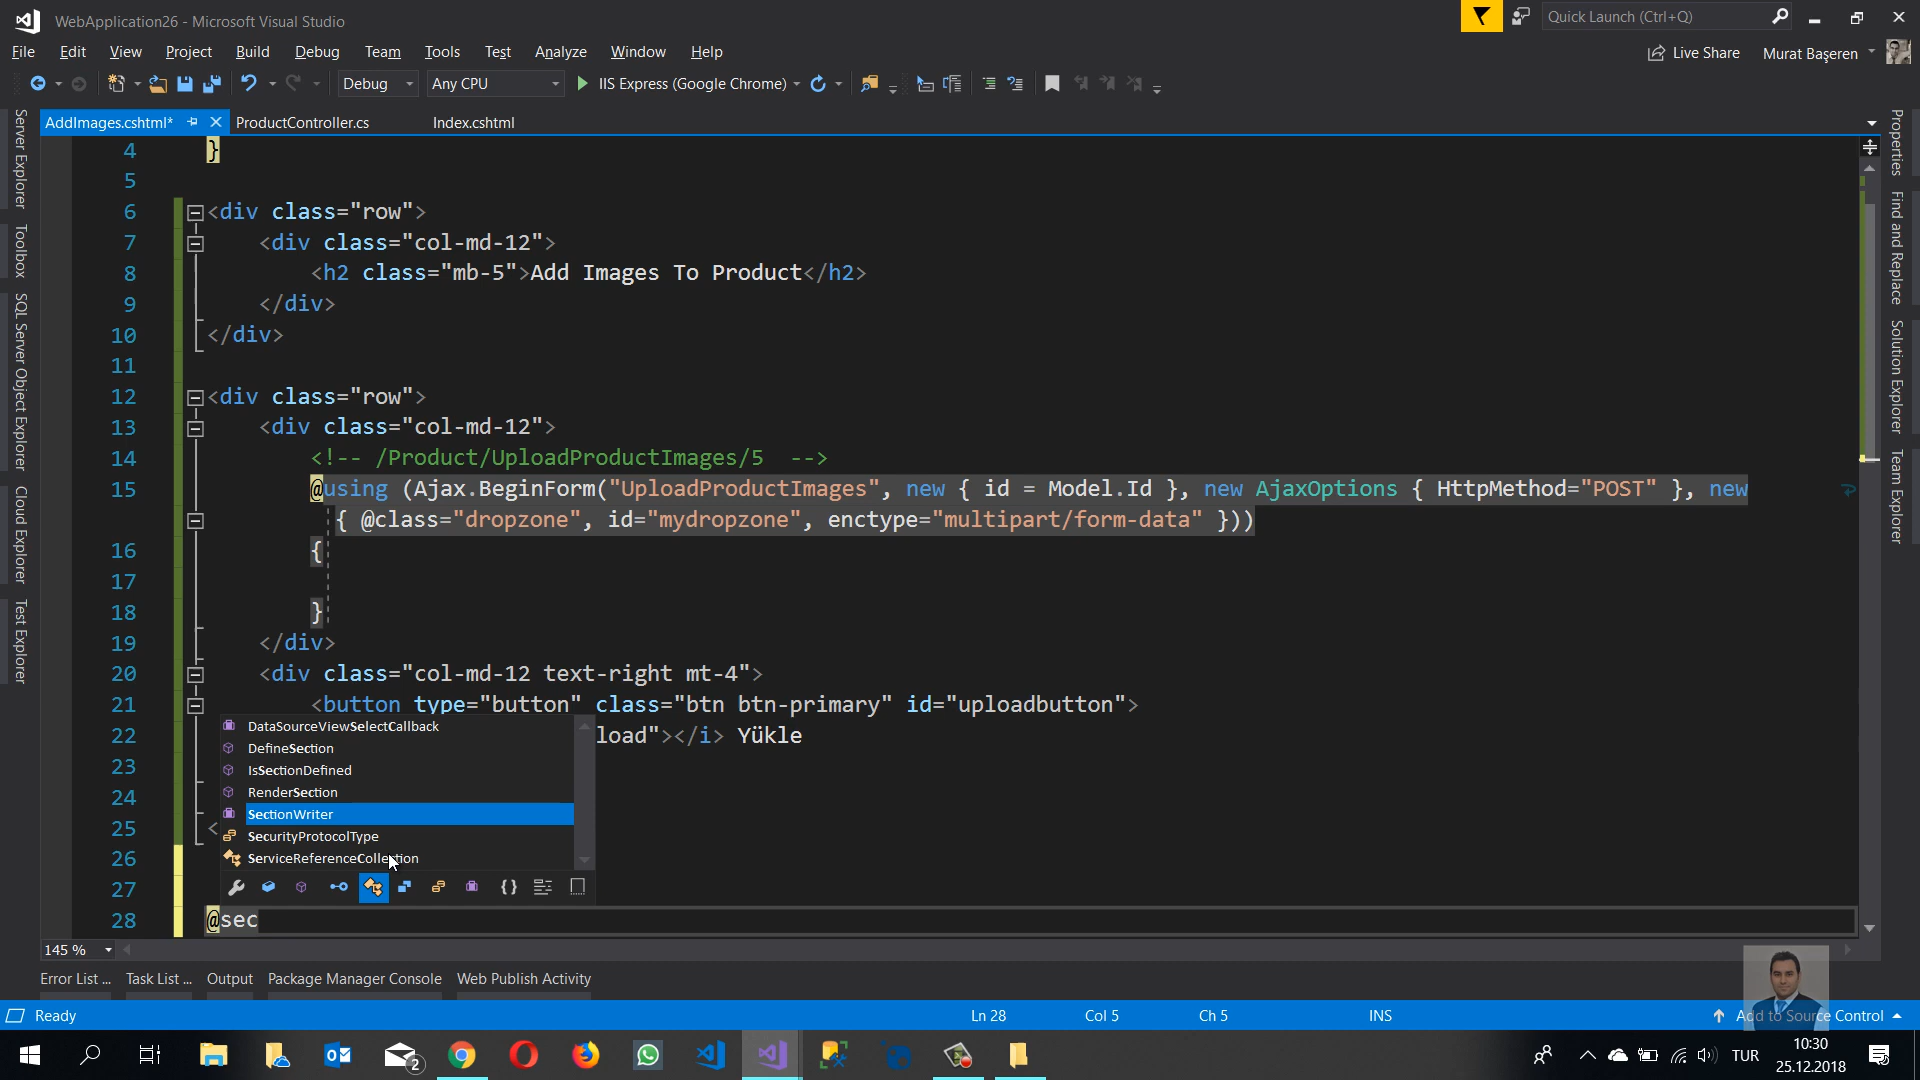 WebApplication26 - Microsoft Visual Studio
Quick Launch (Ctrl+Q)
File Edit View Project Build Debug Team Tools Test Analyze Window Help
Live Share Murat Başeren
Debug Any CPU IIS Express (Google Chrome)
AddImages.cshtml* ProductController.cs Index.cshtml
Server Explorer
Toolbox
SQL Server Object Explorer
Cloud Explorer
Test Explorer
4 }
5
6 <div class="row">
7 <div class="col-md-12">
8 <h2 class="mb-5">Add Images To Product</h2>
9 </div>
10 </div>
11
12 <div class="row">
13 <div class="col-md-12">
14 <!-- /Product/UploadProductImages/5 -->
15 @using (Ajax.BeginForm("UploadProductImages", new { id = Model.Id }, new AjaxOptions { HttpMethod="POST" }, new
{ @class="dropzone", id="mydropzone", enctype="multipart/form-data" }))
16 {
17
18 }
19 </div>
20 <div class="col-md-12 text-right mt-4">
21 <button type="button" class="btn btn-primary" id="uploadbutton">
22 load"></i> Yükle
23
24
25 <
26
27
28 @sec
DataSourceViewSelectCallback
DefineSection
IsSectionDefined
RenderSection
SectionWriter
SecurityProtocolType
ServiceReferenceCollection
Properties
Find and Replace
Solution Explorer
Team Explorer
145 %
Error List ... Task List ... Output Package Manager Console Web Publish Activity
Ready Ln 28 Col 5 Ch 5 INS Add to Source Control
2
TUR
10:30
25.12.2018